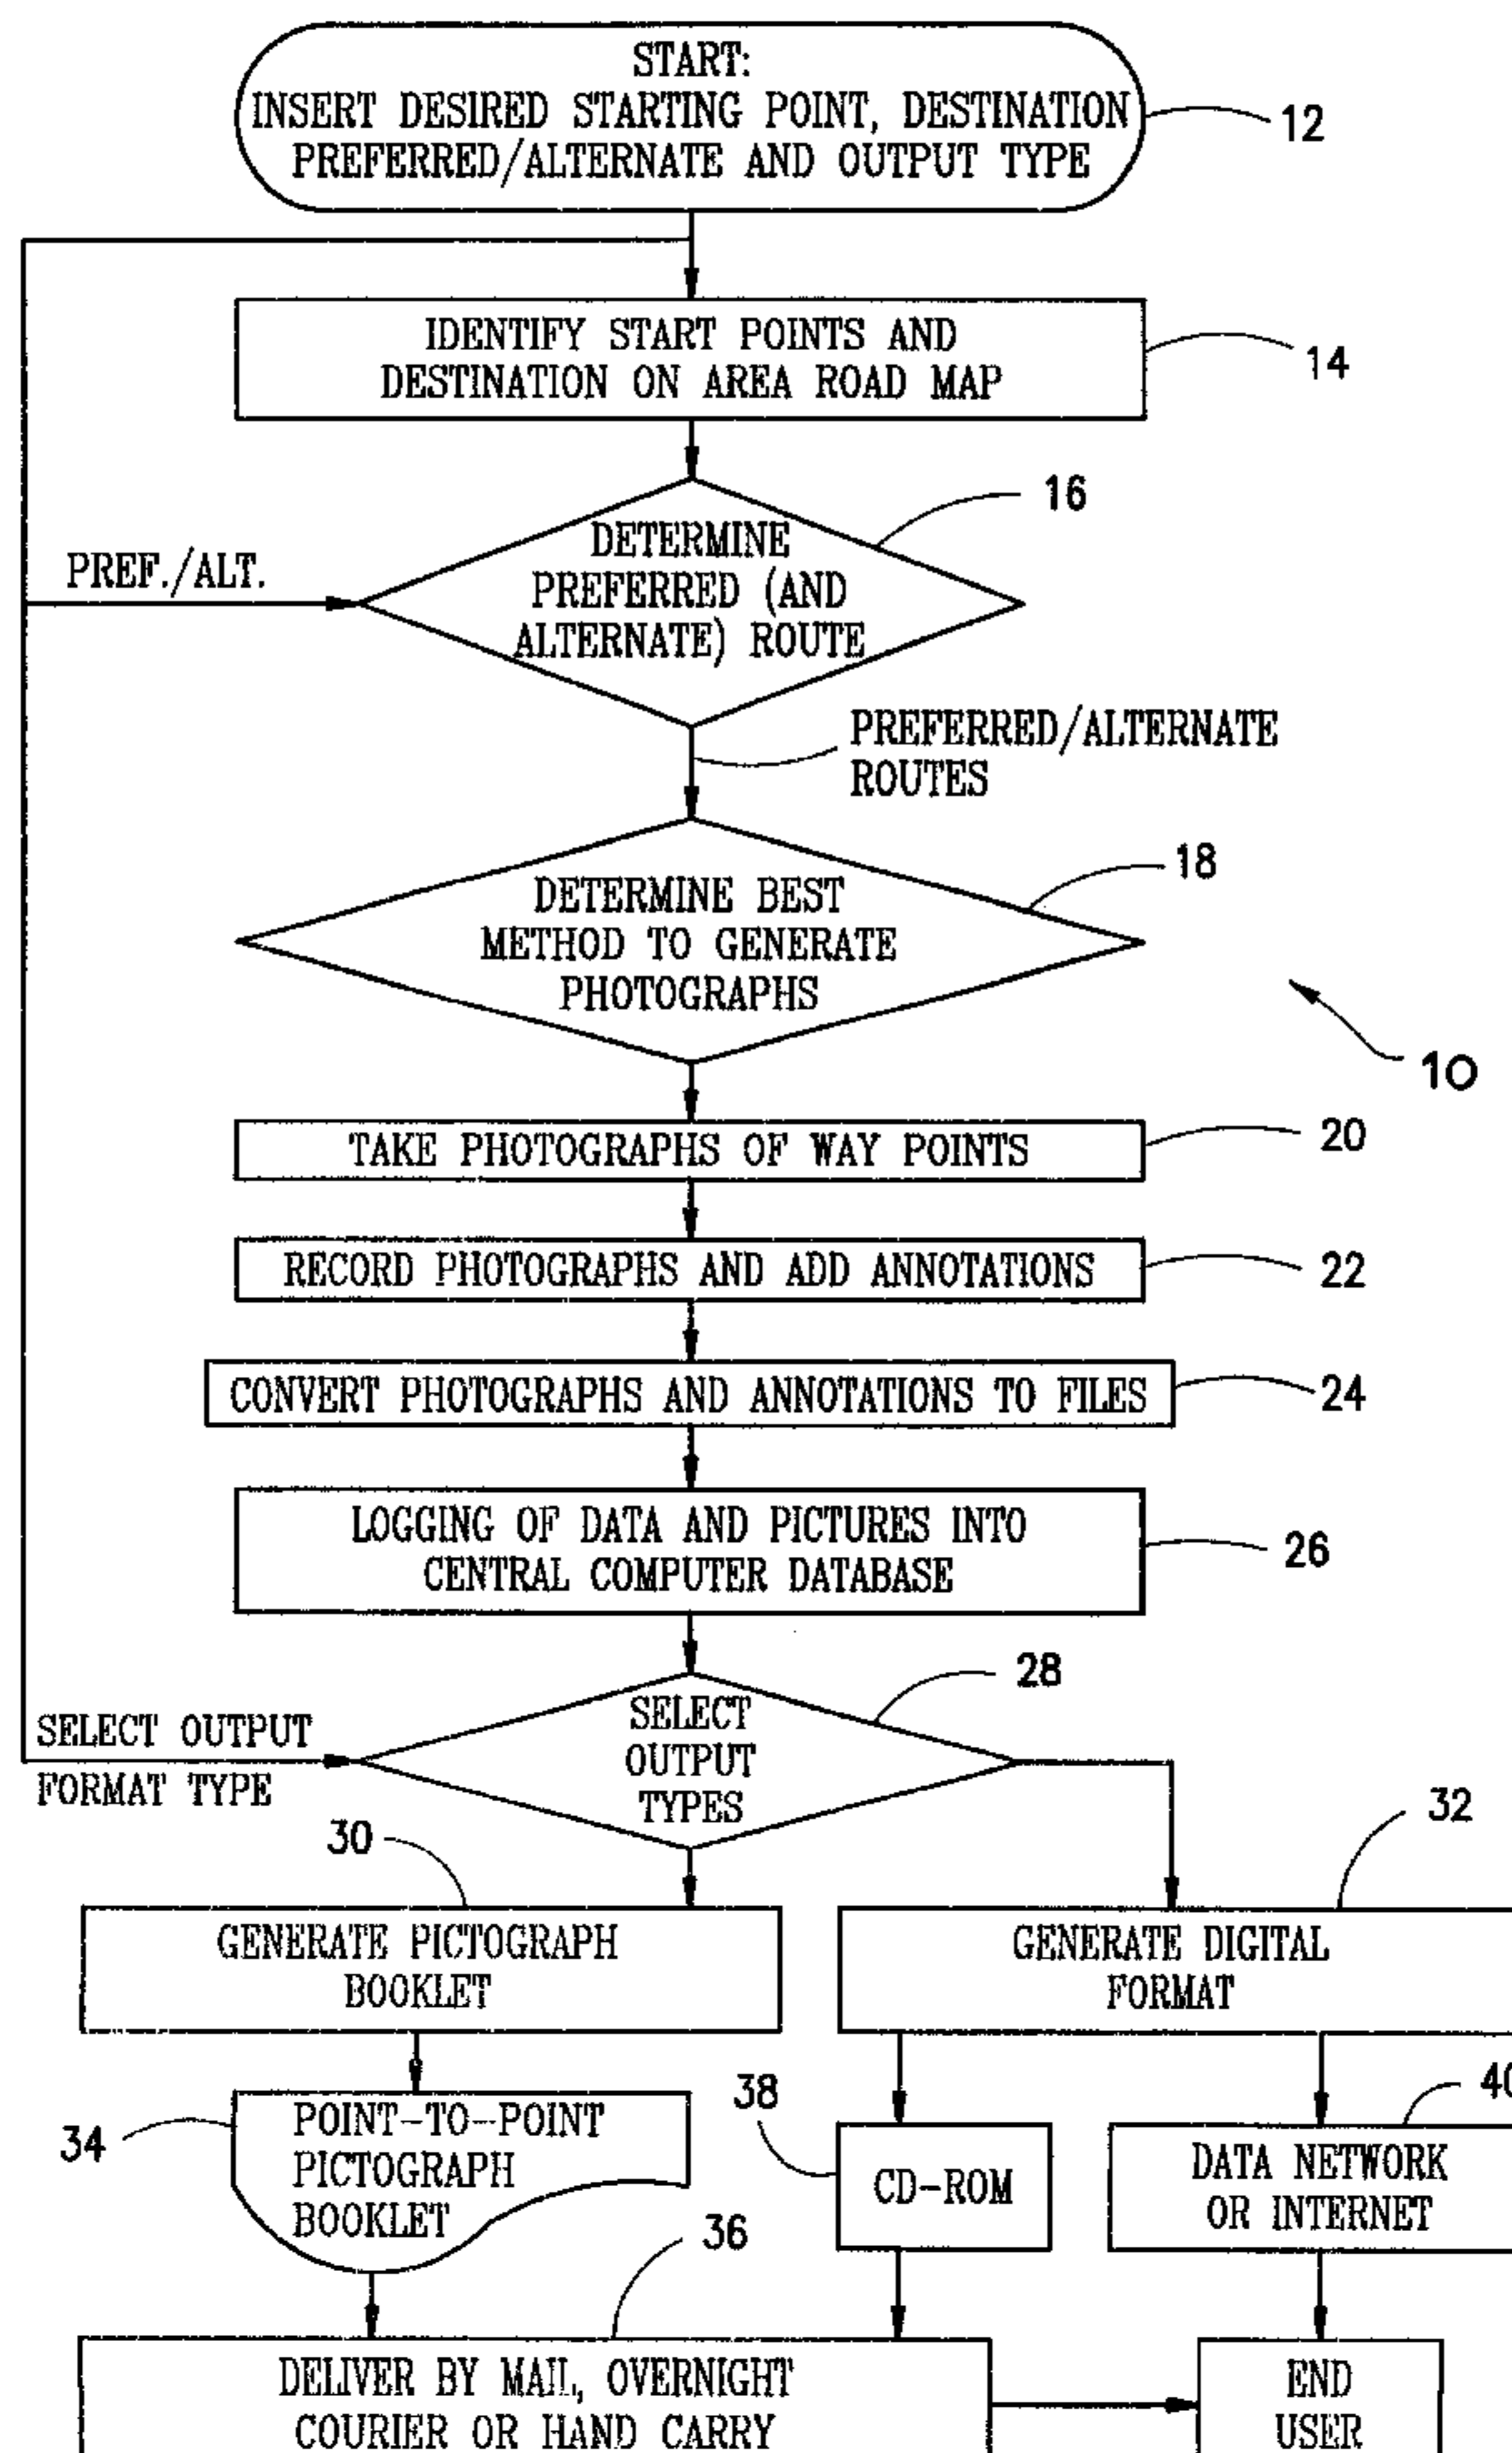 START:
INSERT DESIRED STARTING POINT, DESTINATION
PREFERRED/ALTERNATE AND OUTPUT TYPE
12
IDENTIFY START POINTS AND
DESTINATION ON AREA ROAD MAP
14
16
DETERMINE
PREFERRED (AND
ALTERNATE) ROUTE
PREF./ALT.
PREFERRED/ALTERNATE
ROUTES
18
DETERMINE BEST
METHOD TO GENERATE
PHOTOGRAPHS
10
TAKE PHOTOGRAPHS OF WAY POINTS
20
RECORD PHOTOGRAPHS AND ADD ANNOTATIONS
22
CONVERT PHOTOGRAPHS AND ANNOTATIONS TO FILES
24
LOGGING OF DATA AND PICTURES INTO
CENTRAL COMPUTER DATABASE
26
28
SELECT
OUTPUT
TYPES
SELECT OUTPUT
FORMAT TYPE
30
32
GENERATE PICTOGRAPH
BOOKLET
GENERATE DIGITAL
FORMAT
34
POINT-TO-POINT
PICTOGRAPH
BOOKLET
38
CD-ROM
40
DATA NETWORK
OR INTERNET
36
DELIVER BY MAIL, OVERNIGHT
COURIER OR HAND CARRY
END
USER